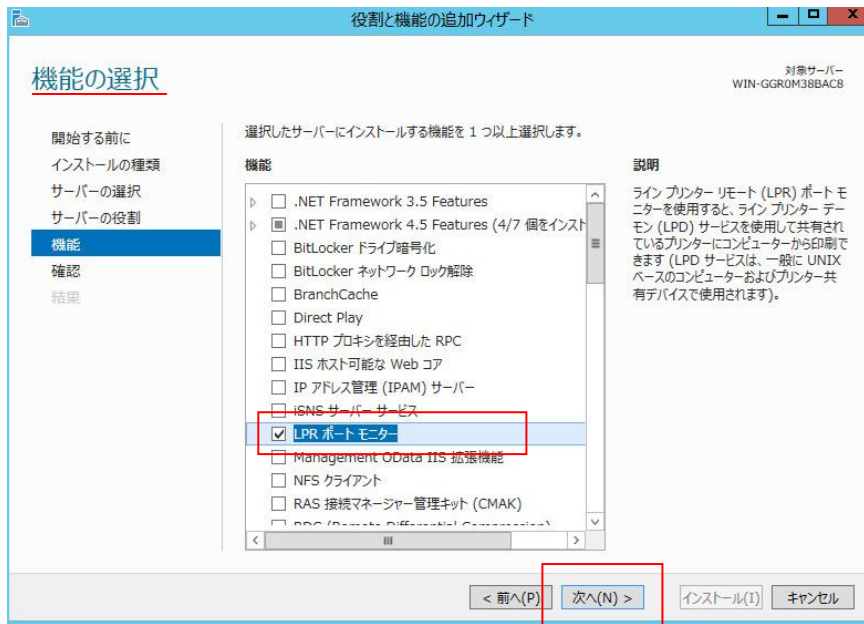 役割と機能の追加ウィザード
機能の選択
対象サーバー
WIN-GGR0M38BAC8
開始する前に
インストールの種類
サーバーの選択
サーバーの役割
機能
確認
結果
選択したサーバーにインストールする機能を 1 つ以上選択します。
機能
.NET Framework 3.5 Features
.NET Framework 4.5 Features (4/7 個をインスト
BitLocker ドライブ暗号化
BitLocker ネットワーク ロック解除
BranchCache
Direct Play
HTTP プロキシを経由した RPC
IIS ホスト可能な Web コア
IP アドレス管理 (IPAM) サーバー
iSNS サーバー サービス
LPR ポート モニター
Management OData IIS 拡張機能
NFS クライアント
RAS 接続マネージャー管理キット (CMAK)
RDC (Remote Differential Compression)
説明
ライン プリンター リモート (LPR) ポート モ
ニターを使用すると、ライン プリンター デー
モン (LPD) サービスを使用して共有され
ているプリンターにコンピューターから印刷で
きます (LPD サービスは、一般に UNIX
ベースのコンピューターおよびプリンター共
有デバイスで使用されます)。
< 前へ(P)
次へ(N) >
インストール(I)
キャンセル